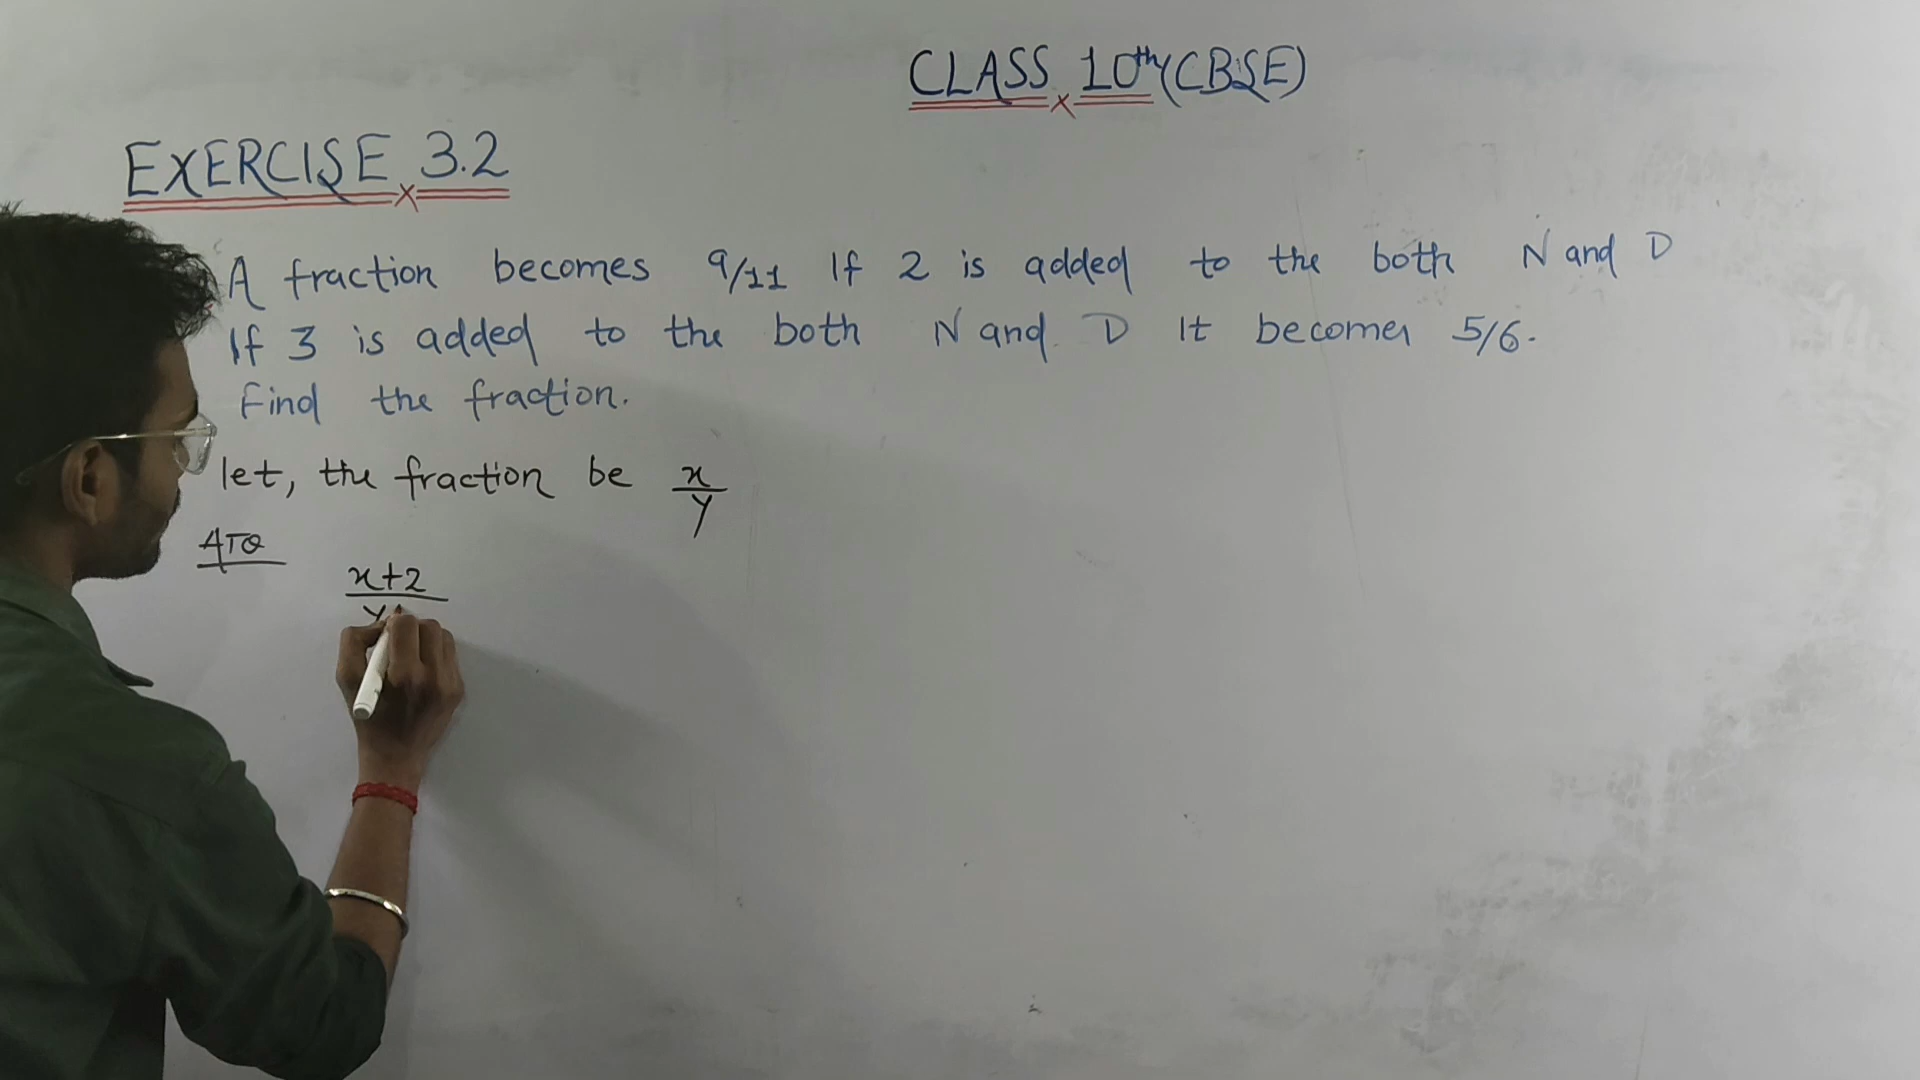 CLASS 10th (CBSE)
EXERCISE 3.2
A fraction becomes 9/11 If 2 is added to the both N and D
If 3 is added to the both N and D It becomes 5/6.
Find the fraction.
let, the fraction be x/y
ATQ
x+2
y